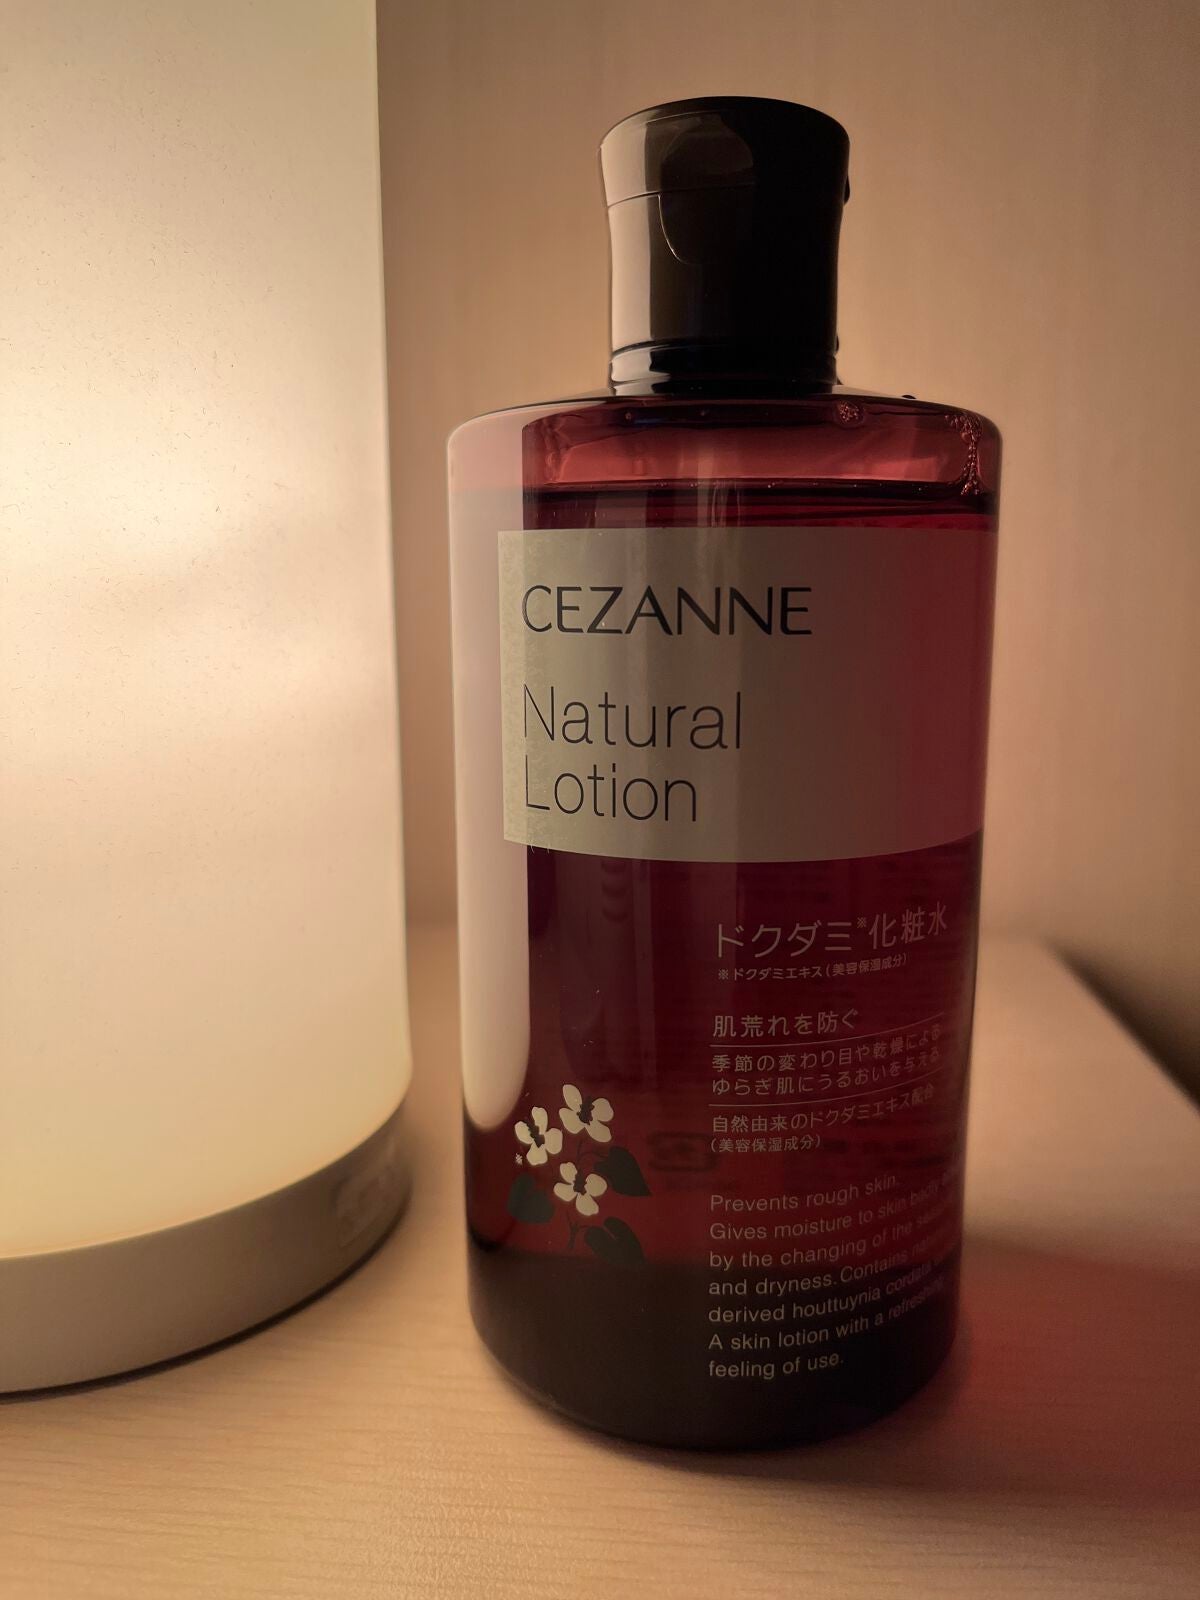 CEZANNE
Natural
Lotion
ドクダミ※化粧水
※ドクダミエキス(美容保湿成分)
肌荒れを防ぐ
季節の変わり目や乾燥による
ゆらぎ肌にうるおいを与える
自然由来のドクダミエキス配合
(美容保湿成分)
※
Prevents rough skin.
Gives moisture to skin badly
by the changing of the
and dryness. Contains
derived houttuynia cordata
A skin lotion with a refreshing
feeling of use.